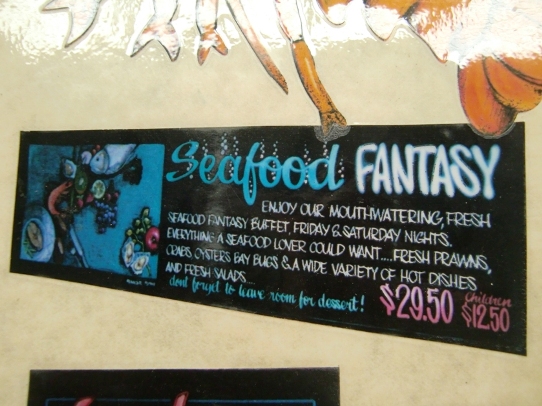 Seafood FANTASY
ENJOY OUR MOUTHWATERING, FRESH
SEAFOOD FANTASY BUFFET, FRIDAY & SATURDAY NIGHTS.
EVERYTHING A SEAFOOD LOVER COULD WANT....FRESH PRAWNS,
CRABS, OYSTERS BAY BUGS & A WIDE VARIETY OF HOT DISHES
AND FRESH SALADS....
dont forget to leave room for dessert!
$29.50
Children
$12.50